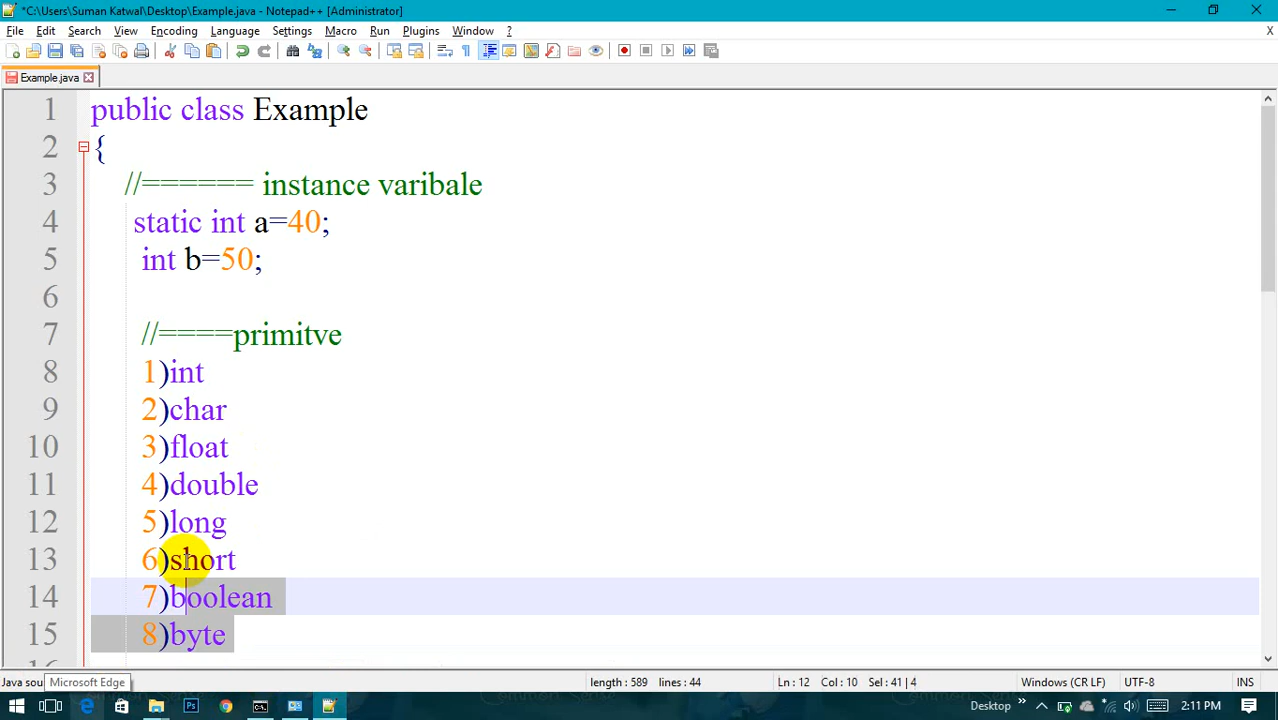 *C:\Users\Suman Katwal\Desktop\Example.java - Notepad++ [Administrator]
File Edit Search View Encoding Language Settings Macro Run Plugins Window ? X
Example.java
1 public class Example
2 {
3 //====== instance varibale
4 static int a=40;
5 int b=50;
6
7 //====primitve
8 1)int
9 2)char
10 3)float
11 4)double
12 5)long
13 6)short
14 7)boolean
15 8)byte
Java sou length : 589 lines : 44 Ln : 12 Col : 10 Sel : 41 | 4 Windows (CR LF) UTF-8 INS
Microsoft Edge
Desktop 2:11 PM